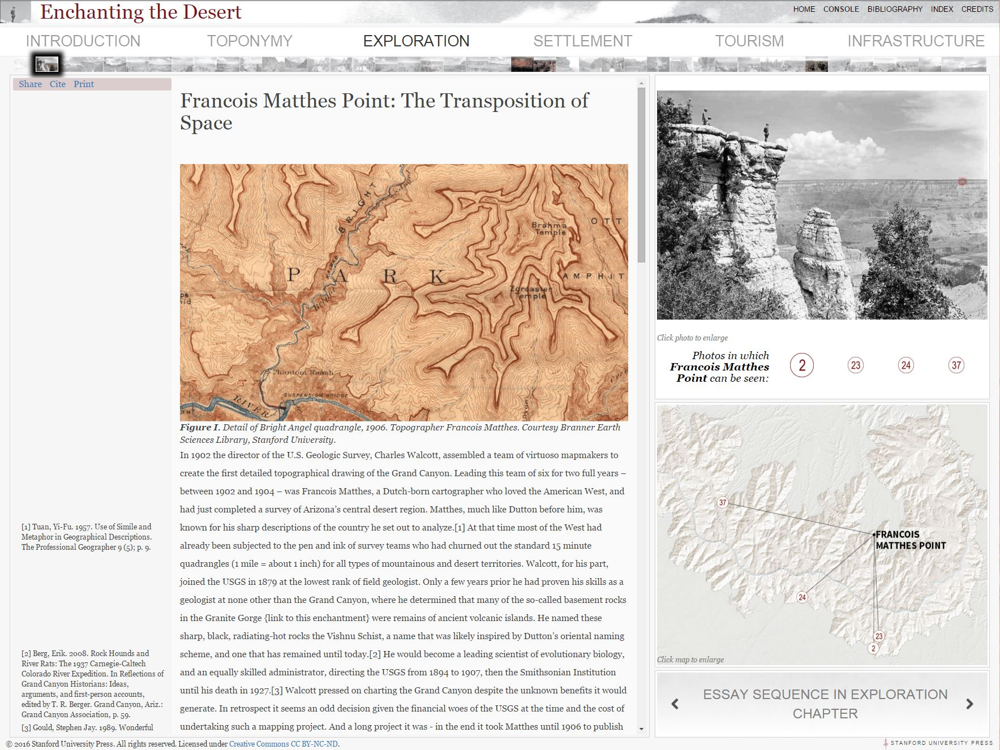 Enchanting the Desert
HOME CONSOLE BIBLIOGRAPHY INDEX CREDITS
INTRODUCTION TOPONYMY EXPLORATION SETTLEMENT TOURISM INFRASTRUCTURE
Share Cite Print
Francois Matthes Point: The Transposition of
Space
BRIGHT
Angel
Brahma
Temple
OTT
PARK
AMPHIT
Zoroaster
Temple
Phantom Ranch
SUSPENSION BRIDGE
RIVER
BM
Creek
Figure I. Detail of Bright Angel quadrangle, 1906. Topographer Francois Matthes. Courtesy Branner Earth
Sciences Library, Stanford University.
In 1902 the director of the U.S. Geologic Survey, Charles Walcott, assembled a team of virtuoso mapmakers to
create the first detailed topographical drawing of the Grand Canyon. Leading this team of six for two full years –
between 1902 and 1904 – was Francois Matthes, a Dutch-born cartographer who loved the American West, and
had just completed a survey of Arizona's central desert region. Matthes, much like Dutton before him, was
known for his sharp descriptions of the country he set out to analyze.[1] At that time most of the West had
already been subjected to the pen and ink of survey teams who had churned out the standard 15 minute
quadrangles (1 mile = about 1 inch) for all types of mountainous and desert territories. Walcott, for his part,
joined the USGS in 1879 at the lowest rank of field geologist. Only a few years prior he had proven his skills as a
geologist at none other than the Grand Canyon, where he determined that many of the so-called basement rocks
in the Granite Gorge {link to this enchantment} were remains of ancient volcanic islands. He named these
sharp, black, radiating-hot rocks the Vishnu Schist, a name that was likely inspired by Dutton's oriental naming
scheme, and one that has remained until today.[2] He would become a leading scientist of evolutionary biology,
and an equally skilled administrator, directing the USGS from 1894 to 1907, then the Smithsonian Institution
until his death in 1927.[3] Walcott pressed on charting the Grand Canyon despite the unknown benefits it would
generate. In retrospect it seems an odd decision given the financial woes of the USGS at the time and the cost of
undertaking such a mapping project. And a long project it was - in the end it took Matthes until 1906 to publish
[1] Tuan, Yi-Fu. 1957. Use of Simile and
Metaphor in Geographical Descriptions.
The Professional Geographer 9 (5); p. 9.
[2] Berg, Erik. 2008. Rock Hounds and
River Rats: The 1937 Carnegie-Caltech
Colorado River Expedition. In Reflections of
Grand Canyon Historians: Ideas,
arguments, and first-person accounts,
edited by T. R. Berger. Grand Canyon, Ariz.:
Grand Canyon Association, p. 59.
[3] Gould, Stephen Jay. 1989. Wonderful
Click photo to enlarge
Photos in which
Francois Matthes
Point can be seen:
2 23 24 37
37
FRANCOIS
MATTHES POINT
24
23
2
Click map to enlarge
ESSAY SEQUENCE IN EXPLORATION
CHAPTER
© 2016 Stanford University Press. All rights reserved. Licensed under Creative Commons CC BY-NC-ND.
STANFORD UNIVERSITY PRESS